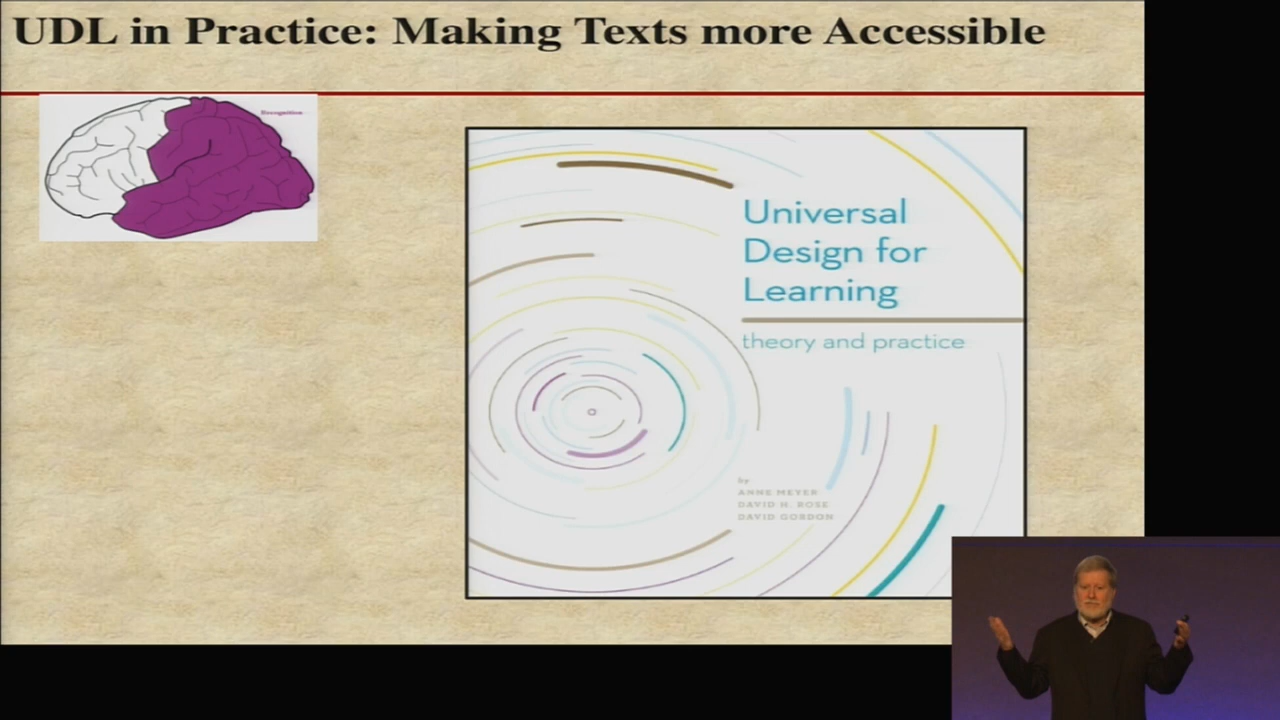 UDL in Practice: Making Texts more Accessible
Recognition
Universal
Design for
Learning
theory and practice
by
ANNE MEYER
DAVID H. ROSE
DAVID GORDON